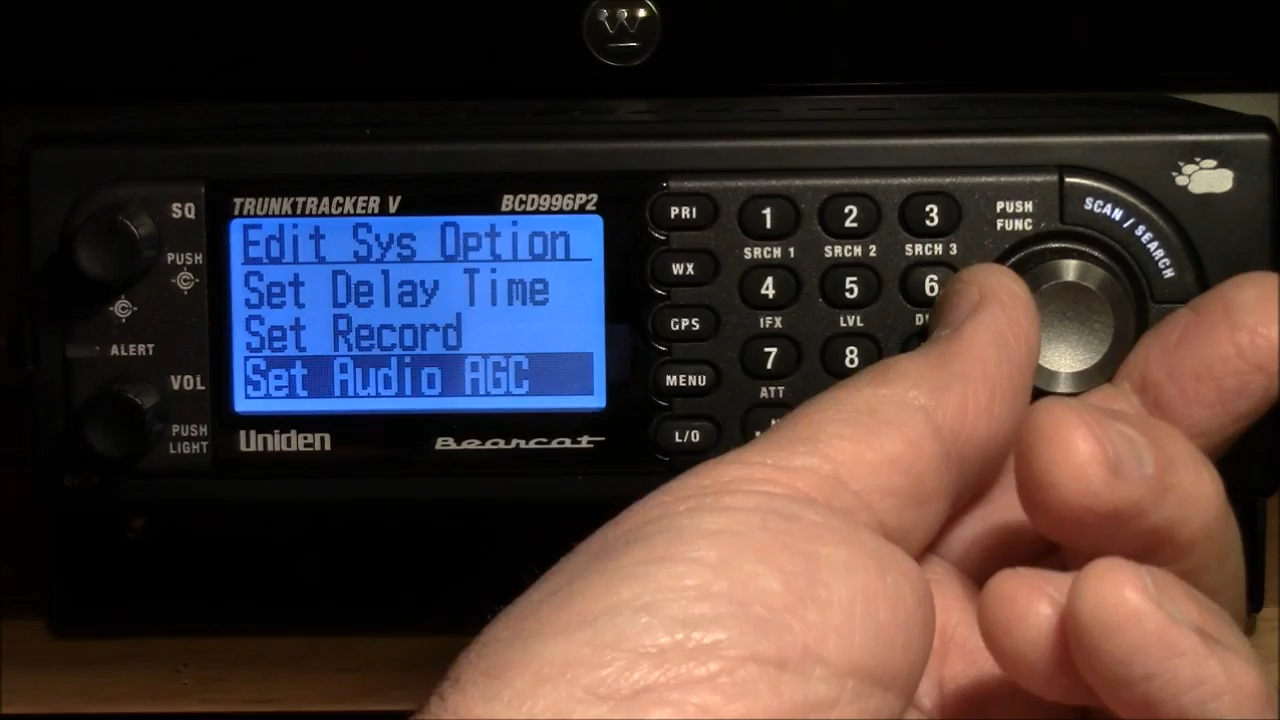 W
SQ
PUSH
ALERT
VOL
PUSH
LIGHT
TRUNKTRACKER V
BCD996P2
Edit Sys Option
Set Delay Time
Set Record
Set Audio AGC
Uniden
Bearcat
PRI
WX
GPS
MENU
L/O
1
2
3
SRCH 1
SRCH 2
SRCH 3
4
5
6
IFX
LVL
7
8
ATT
PUSH
FUNC
SCAN / SEARCH